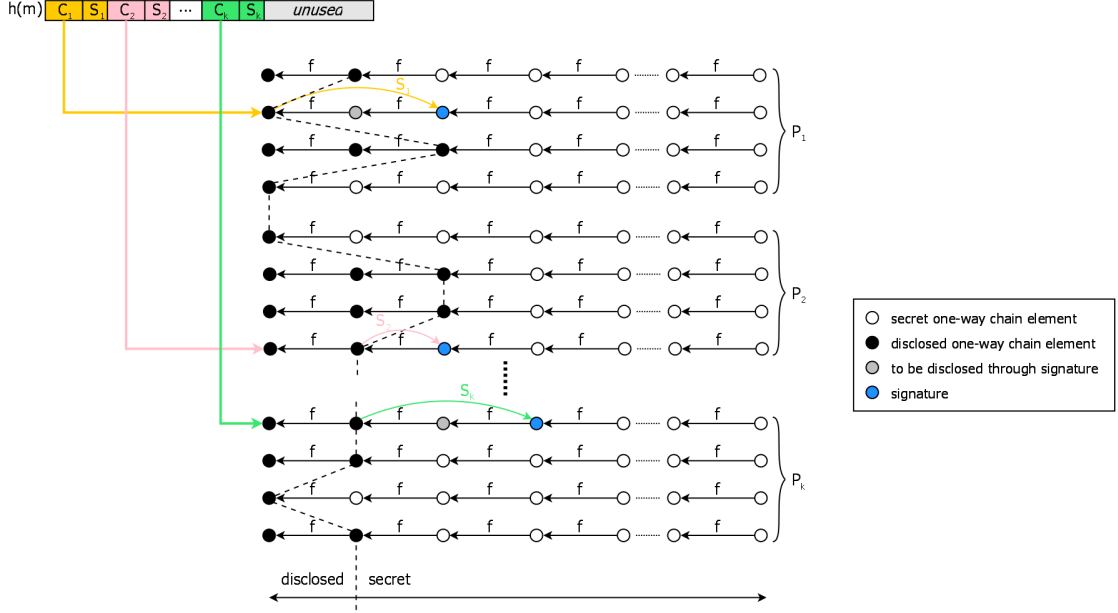 h(m) C1 S1 C2 S2 ... Ck Sk unused
f f f f f
S1
f f f f f
f f f f f
f f f f f
P1
f f f f f
f f f f f
f f f f f
P2
S2
f f f f f
Sk
f f f f f
f f f f f
f f f f f
Pk
f f f f f
disclosed secret
secret one-way chain element
disclosed one-way chain element
to be disclosed through signature
signature